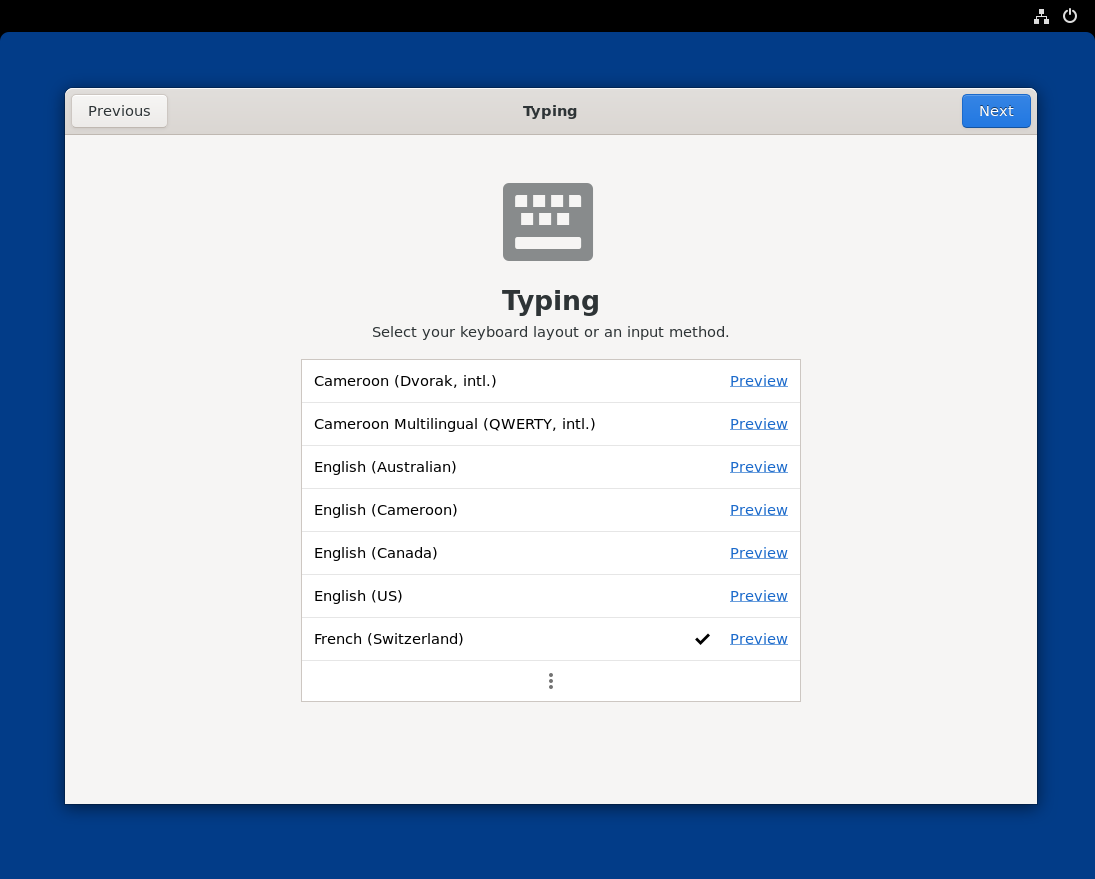 Previous
Typing
Next
Typing
Select your keyboard layout or an input method.
Cameroon (Dvorak, intl.) Preview
Cameroon Multilingual (QWERTY, intl.) Preview
English (Australian) Preview
English (Cameroon) Preview
English (Canada) Preview
English (US) Preview
French (Switzerland) Preview